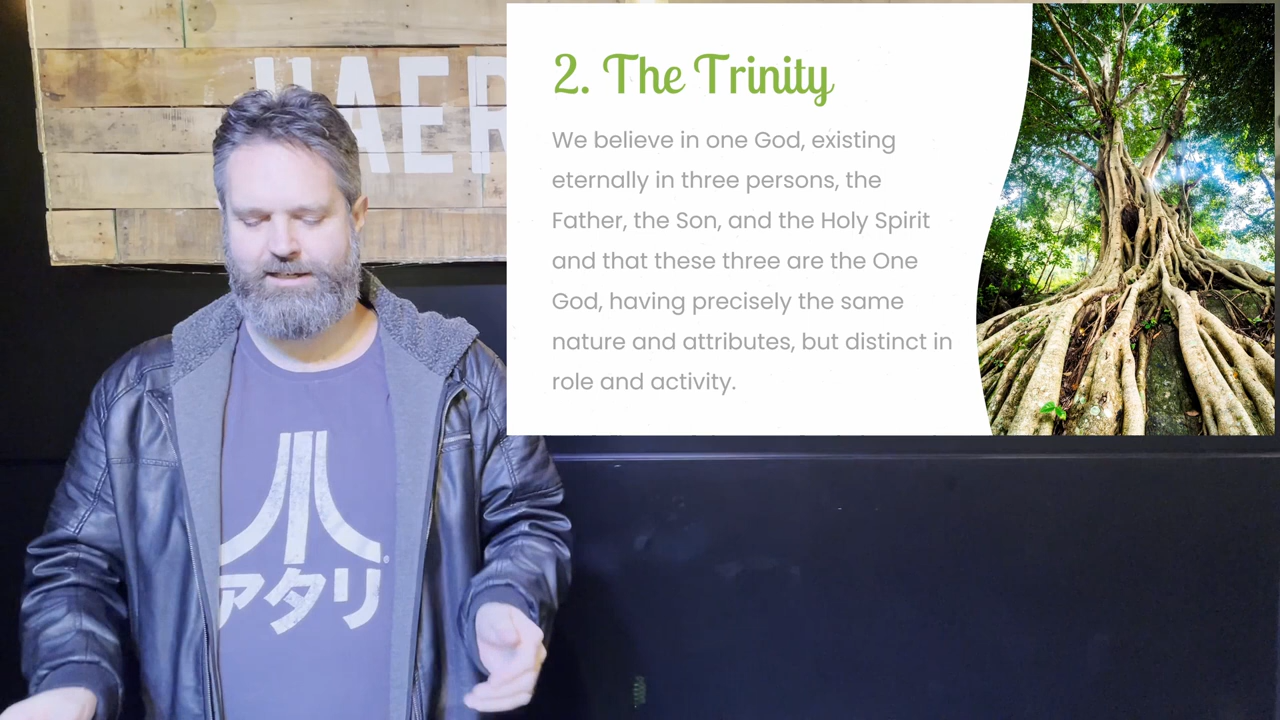 2. The Trinity
We believe in one God, existing
eternally in three persons, the
Father, the Son, and the Holy Spirit
and that these three are the One
God, having precisely the same
nature and attributes, but distinct in
role and activity.
アタリ